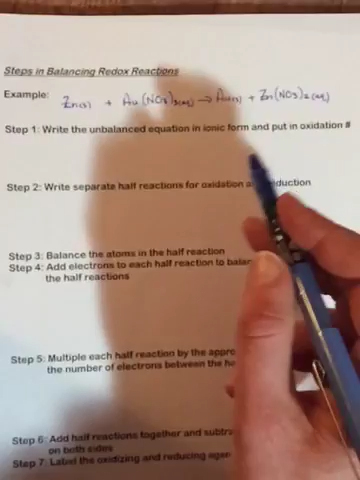 Steps in Balancing Redox Reactions
Example: Zn(s) + Au(NO3)3(aq) → Au(s) + Zn(NO3)2(aq)
Step 1: Write the unbalanced equation in ionic form and put in oxidation #
Step 2: Write separate half reactions for oxidation
Step 3: Balance the atoms in the half reaction
Step 4: Add electrons to each half reaction to
the half reactions
Step 5: Multiple each half reaction by the
the number of electrons between the
Step 6: Add half reactions together and
on both sides
Step 7: Label the oxidizing and reducing